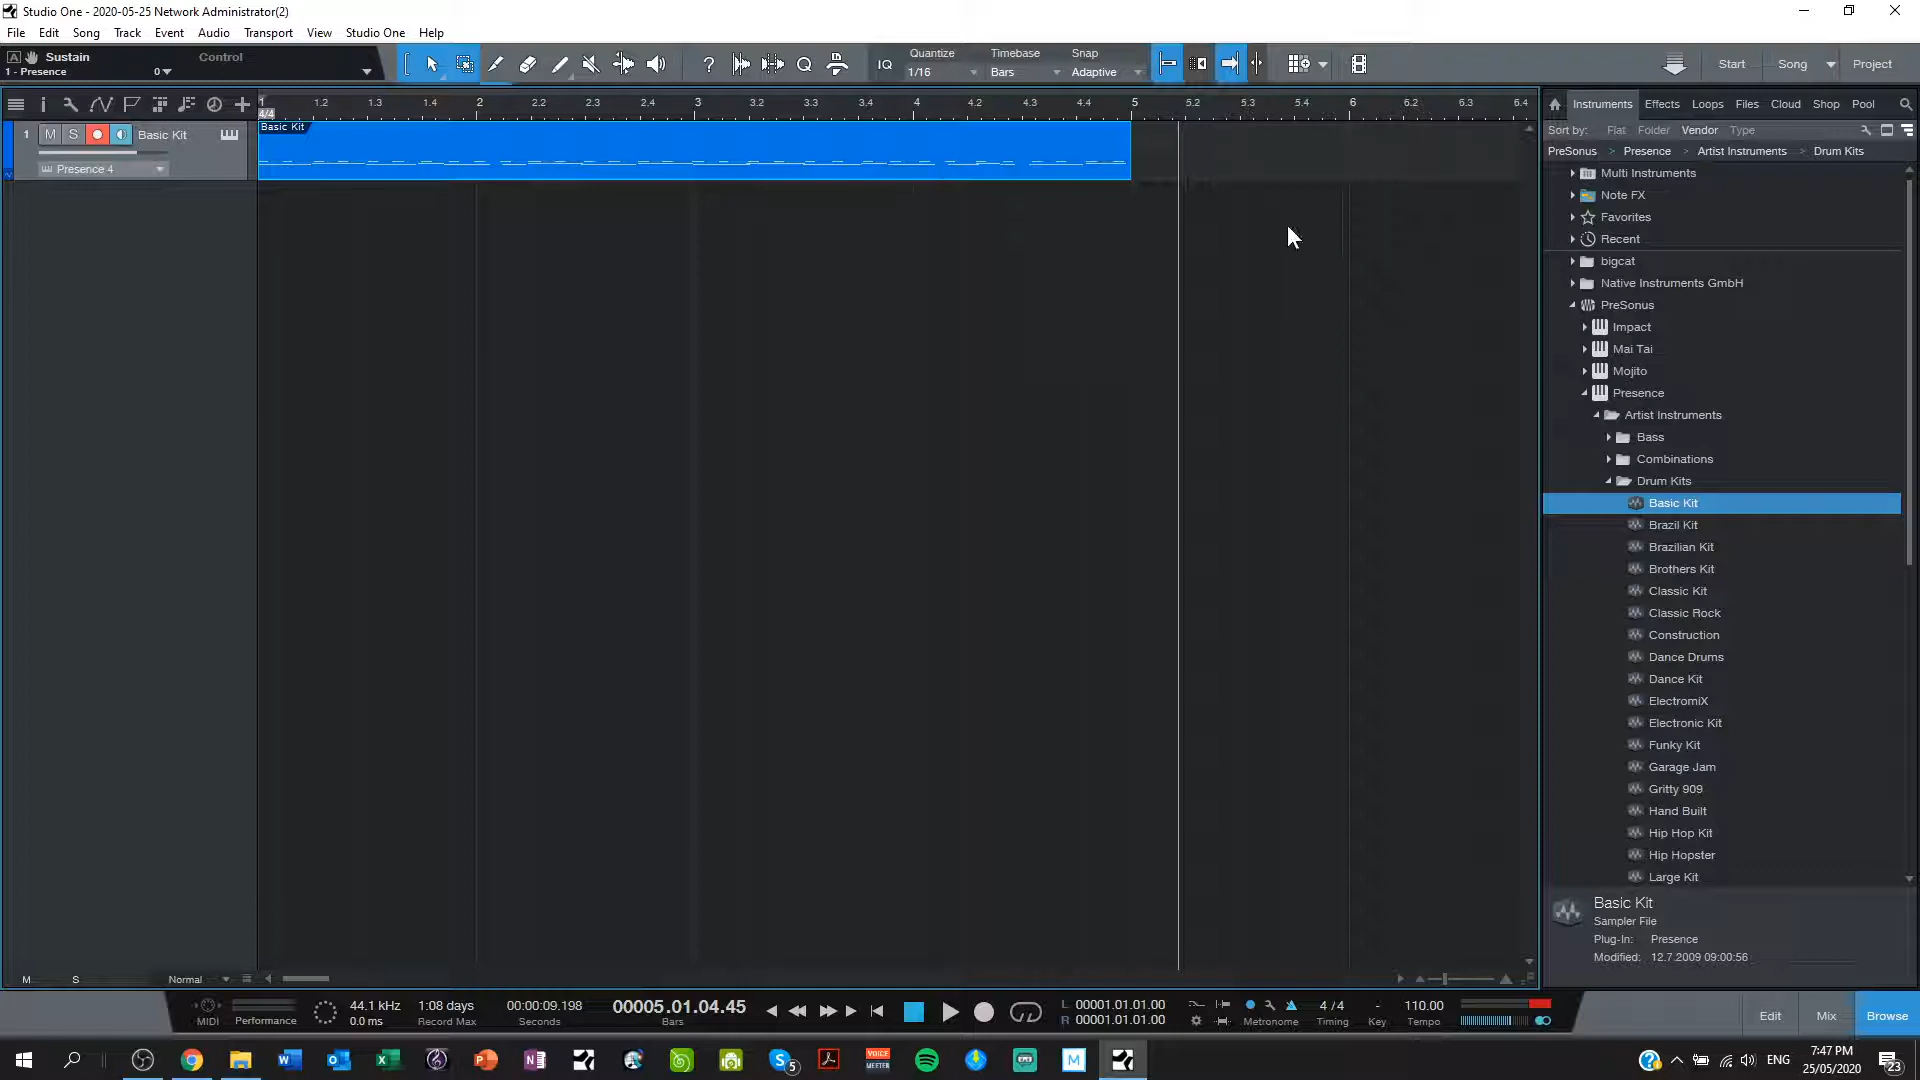 Studio One - 2020-05-25 Network Administrator(2)
File Edit Song Track Event Audio Transport View Studio One Help
Sustain
Control
1 - Presence
0
IQ
Quantize
1/16
Timebase
Bars
Snap
Adaptive
Start
Song
Project
1 1.2 1.3 1.4 2 2.2 2.3 2.4 3 3.2 3.3 3.4 4 4.2 4.3 4.4 5 5.2 5.3 5.4 6 6.2 6.3 6.4
4/4
1 M S Basic Kit
Presence 4
Basic Kit
Instruments Effects Loops Files Cloud Shop Pool
Sort by: Flat Folder Vendor Type
PreSonus > Presence > Artist Instruments > Drum Kits
Multi Instruments
Note FX
Favorites
Recent
bigcat
Native Instruments GmbH
PreSonus
Impact
Mai Tai
Mojito
Presence
Artist Instruments
Bass
Combinations
Drum Kits
Basic Kit
Brazil Kit
Brazilian Kit
Brothers Kit
Classic Kit
Classic Rock
Construction
Dance Drums
Dance Kit
ElectromiX
Electronic Kit
Funky Kit
Garage Jam
Gritty 909
Hand Built
Hip Hop Kit
Hip Hopster
Large Kit
Basic Kit
Sampler File
Plug-In: Presence
Modified: 12.7.2009 09:00:56
M S Normal
MIDI
Performance
44.1 kHz
0.0 ms
1:08 days
Record Max
00:00:09.198
Seconds
00005.01.04.45
Bars
L 00001.01.01.00
R 00001.01.01.00
Metronome
4 / 4
Timing
-
Key
110.00
Tempo
Edit
Mix
Browse
5
VOICE
MEETER
ENG
7:47 PM
25/05/2020
23